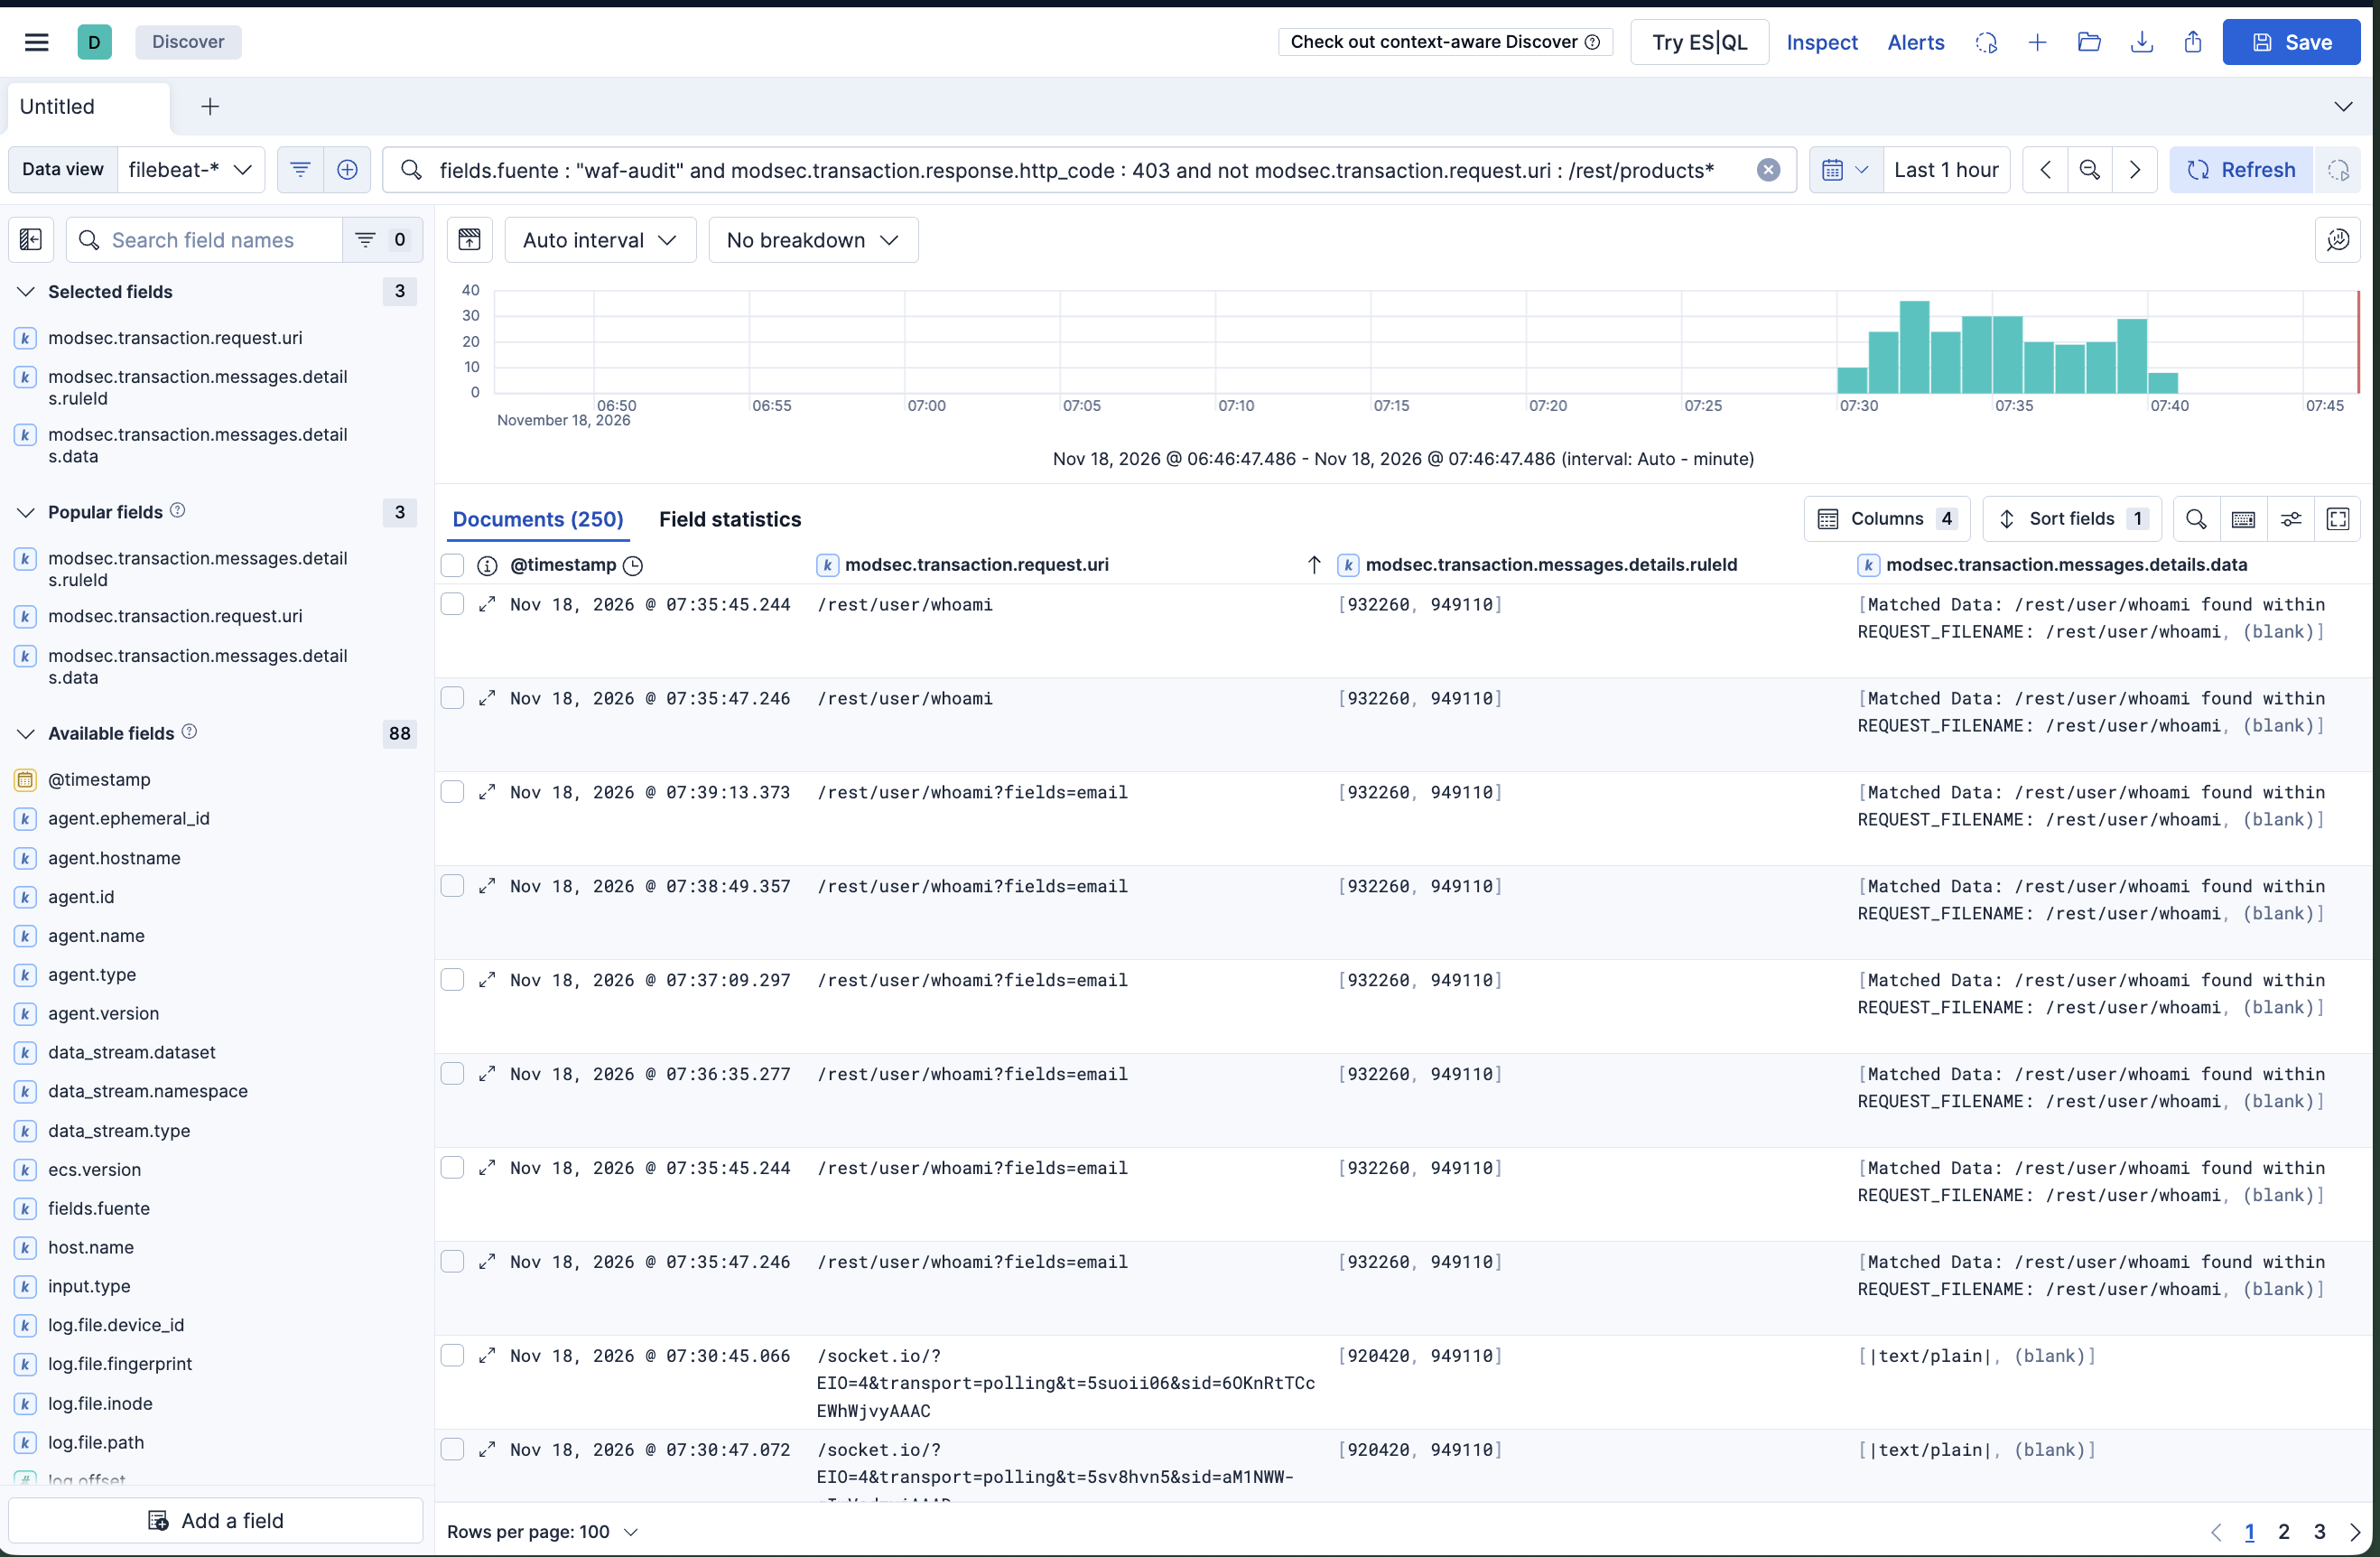 D
Discover
Check out context-aware Discover
Try ES|QL
Inspect
Alerts
Save
Untitled
Data view
filebeat-*
fields.fuente : "waf-audit" and modsec.transaction.response.http_code : 403 and not modsec.transaction.request.uri : /rest/products*
Last 1 hour
Refresh
Search field names
0
Auto interval
No breakdown
Selected fields
3
k modsec.transaction.request.uri
k modsec.transaction.messages.detail
s.ruleId
k modsec.transaction.messages.detail
s.data
Popular fields
3
k modsec.transaction.messages.detail
s.ruleId
k modsec.transaction.request.uri
k modsec.transaction.messages.detail
s.data
Available fields
88
@timestamp
k agent.ephemeral_id
k agent.hostname
k agent.id
k agent.name
k agent.type
k agent.version
k data_stream.dataset
k data_stream.namespace
k data_stream.type
k ecs.version
k fields.fuente
k host.name
k input.type
k log.file.device_id
k log.file.fingerprint
k log.file.inode
k log.file.path
# log.offset
Add a field
40
30
20
10
0
06:50
06:55
07:00
07:05
07:10
07:15
07:20
07:25
07:30
07:35
07:40
07:45
November 18, 2026
Nov 18, 2026 @ 06:46:47.486 - Nov 18, 2026 @ 07:46:47.486 (interval: Auto - minute)
Documents (250)
Field statistics
Columns 4
Sort fields 1
@timestamp
k modsec.transaction.request.uri
k modsec.transaction.messages.details.ruleId
k modsec.transaction.messages.details.data
Nov 18, 2026 @ 07:35:45.244
/rest/user/whoami
[932260, 949110]
[Matched Data: /rest/user/whoami found within
REQUEST_FILENAME: /rest/user/whoami, (blank)]
Nov 18, 2026 @ 07:35:47.246
/rest/user/whoami
[932260, 949110]
[Matched Data: /rest/user/whoami found within
REQUEST_FILENAME: /rest/user/whoami, (blank)]
Nov 18, 2026 @ 07:39:13.373
/rest/user/whoami?fields=email
[932260, 949110]
[Matched Data: /rest/user/whoami found within
REQUEST_FILENAME: /rest/user/whoami, (blank)]
Nov 18, 2026 @ 07:38:49.357
/rest/user/whoami?fields=email
[932260, 949110]
[Matched Data: /rest/user/whoami found within
REQUEST_FILENAME: /rest/user/whoami, (blank)]
Nov 18, 2026 @ 07:37:09.297
/rest/user/whoami?fields=email
[932260, 949110]
[Matched Data: /rest/user/whoami found within
REQUEST_FILENAME: /rest/user/whoami, (blank)]
Nov 18, 2026 @ 07:36:35.277
/rest/user/whoami?fields=email
[932260, 949110]
[Matched Data: /rest/user/whoami found within
REQUEST_FILENAME: /rest/user/whoami, (blank)]
Nov 18, 2026 @ 07:35:45.244
/rest/user/whoami?fields=email
[932260, 949110]
[Matched Data: /rest/user/whoami found within
REQUEST_FILENAME: /rest/user/whoami, (blank)]
Nov 18, 2026 @ 07:35:47.246
/rest/user/whoami?fields=email
[932260, 949110]
[Matched Data: /rest/user/whoami found within
REQUEST_FILENAME: /rest/user/whoami, (blank)]
Nov 18, 2026 @ 07:30:45.066
/socket.io/?
EIO=4&transport=polling&t=5suoii06&sid=6OKnRtTCc
EWhWjvyAAAC
[920420, 949110]
[|text/plain|, (blank)]
Nov 18, 2026 @ 07:30:47.072
/socket.io/?
EIO=4&transport=polling&t=5sv8hvn5&sid=aM1NWW-
[920420, 949110]
[|text/plain|, (blank)]
Rows per page: 100
1
2
3